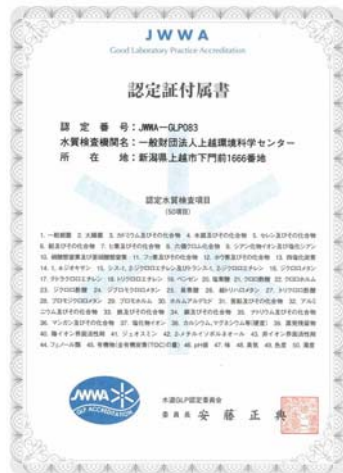 JWWA
Good Laboratory Practice Accreditation
認定証付属書
認定番号：JWWA－GLP083
水質検査機関名：一般財団法人上越環境科学センター
所在地：新潟県上越市下門前1666番地
認定水質検査項目
(50項目)
1. 一般細菌 2. 大腸菌 3. カドミウム及びその化合物 4. 水銀及びその化合物 5. セレン及びその化合物
6. 鉛及びその化合物 7. ヒ素及びその化合物 8. 六価クロム化合物 9. シアン化物イオン及び塩化シアン
10. 硝酸態窒素及び亜硝酸態窒素 11. フッ素及びその化合物 12. ホウ素及びその化合物 13. 四塩化炭素
14. 1, 4-ジオキサン 15. シス-1, 2-ジクロロエチレン及びトランス-1, 2-ジクロロエチレン 16. ジクロロメタン
17. テトラクロロエチレン 18. トリクロロエチレン 19. ベンゼン 20. 塩素酸 21. クロロ酢酸 22. クロロホルム
23. ジクロロ酢酸 24. ジブロモクロロメタン 25. 臭素酸 26. 総トリハロメタン 27. トリクロロ酢酸
28. ブロモジクロロメタン 29. ブロモホルム 30. ホルムアルデヒド 31. 亜鉛及びその化合物 32. アルミ
ニウム及びその化合物 33. 鉄及びその化合物 34. 銅及びその化合物 35. ナトリウム及びその化合物
36. マンガン及びその化合物 37. 塩化物イオン 38. カルシウム,マグネシウム等(硬度) 39. 蒸発残留物
40. 陰イオン界面活性剤 41. ジェオスミン 42. 2-メチルイソボルネオール 43. 非イオン界面活性剤
44. フェノール類 45. 有機物(全有機炭素(TOC)の量) 46. pH値 47. 味 48. 臭気 49. 色度 50. 濁度
JWWA
GLP ACCREDITATION
水道GLP認定委員会
委員長 安藤正典